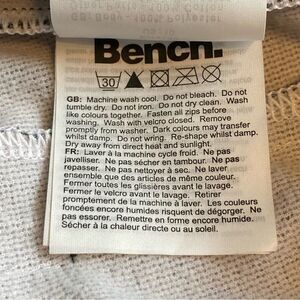 Bench.
30
GB: Machine wash cool. Do not bleach. Do not
tumble dry. Do not iron. Do not dry clean. Wash
like colours together. Fasten all zips before
washing. Wash with velcro closed. Remove
promptly from washer. Dark colours may transfer
whilst damp. Do not wring. Re-shape whilst damp.
Dry away from direct heat and sunlight.
FR: Laver à la machine cycle froid. Ne pas
javelliser. Ne pas sécher en tambour. Ne pas
repasser. Ne pas nettoyer à sec. Ne laver
ensemble que des articles de même couleur.
Fermer toutes les glissières avant le lavage.
Fermer le velcro avant le lavage. Retirer
promptement de la machine à laver. Les couleurs
foncées encore humides risquent de dégorger. Ne
pas essorer. Remettre en forme encore humide.
Sécher à la chaleur directe ou au soleil.